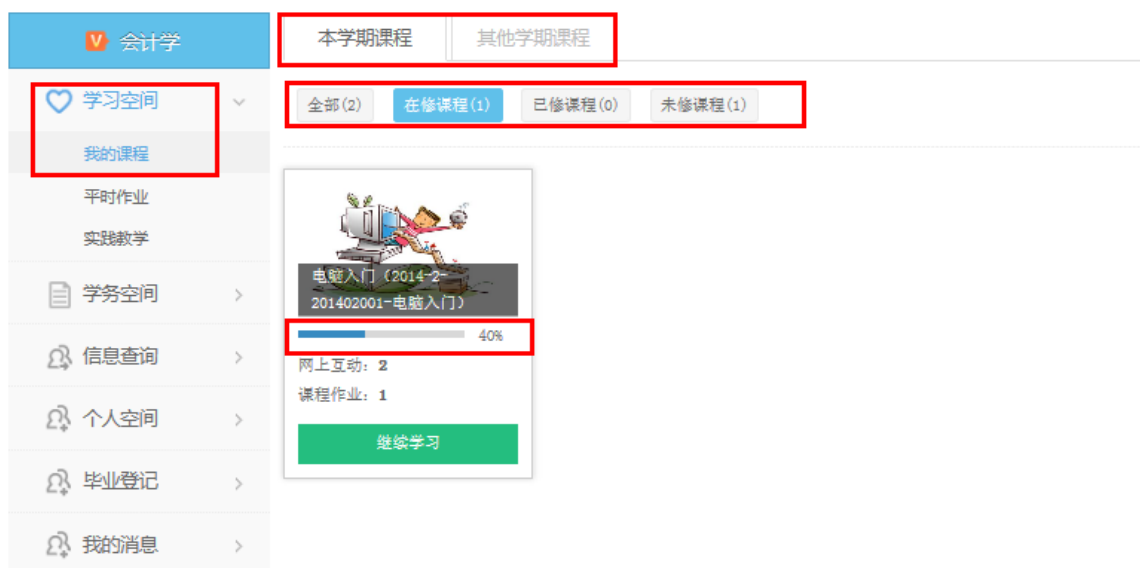 会计学
学习空间
我的课程
平时作业
实践教学
学务空间
信息查询
个人空间
毕业登记
我的消息
本学期课程 其他学期课程
全部(2) 在修课程(1) 已修课程(0) 未修课程(1)
电脑入门（2014-2-
201402001-电脑入门）
40%
网上互动：2
课程作业：1
继续学习